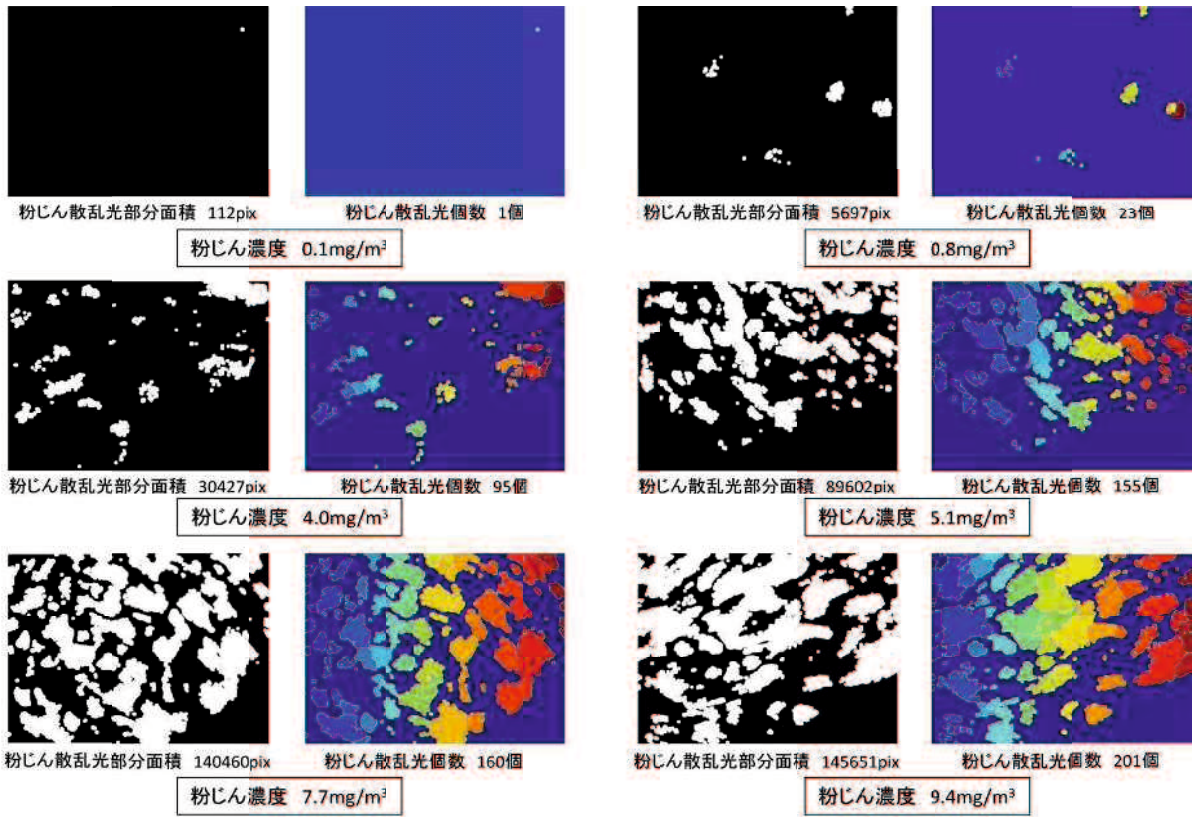 粉じん散乱光部分面積 112pix
粉じん散乱光個数 1個
粉じん濃度 0.1mg/m³
粉じん散乱光部分面積 5697pix
粉じん散乱光個数 23個
粉じん濃度 0.8mg/m³
粉じん散乱光部分面積 30427pix
粉じん散乱光個数 95個
粉じん濃度 4.0mg/m³
粉じん散乱光部分面積 89602pix
粉じん散乱光個数 155個
粉じん濃度 5.1mg/m³
粉じん散乱光部分面積 140460pix
粉じん散乱光個数 160個
粉じん濃度 7.7mg/m³
粉じん散乱光部分面積 145651pix
粉じん散乱光個数 201個
粉じん濃度 9.4mg/m³